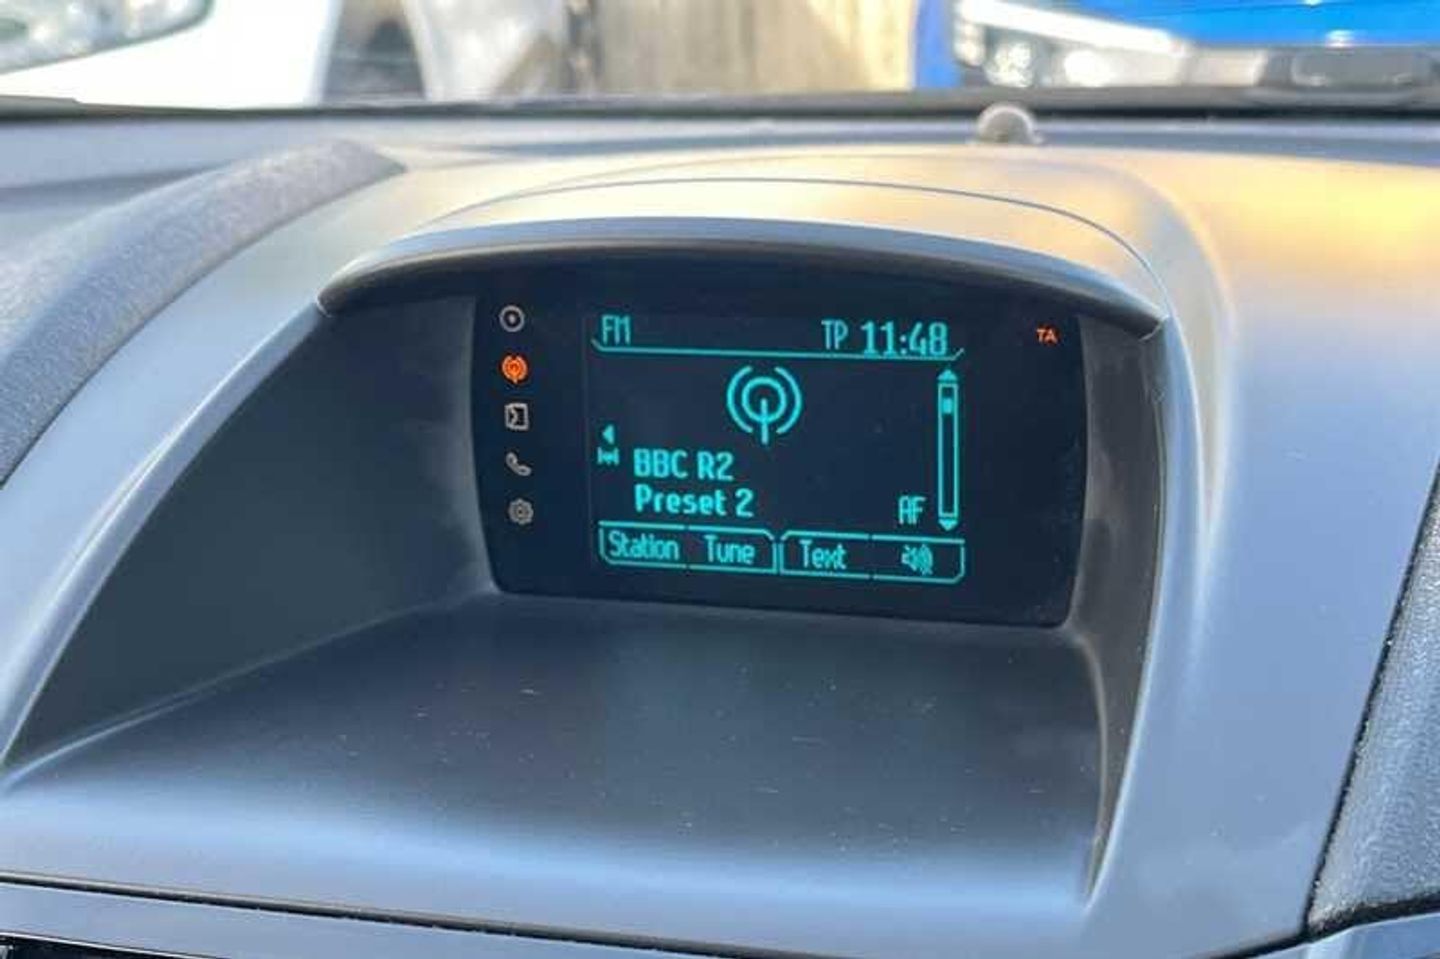 FM TP 11:48 TA
BBC R2
Preset 2
AF
Station Tune Text